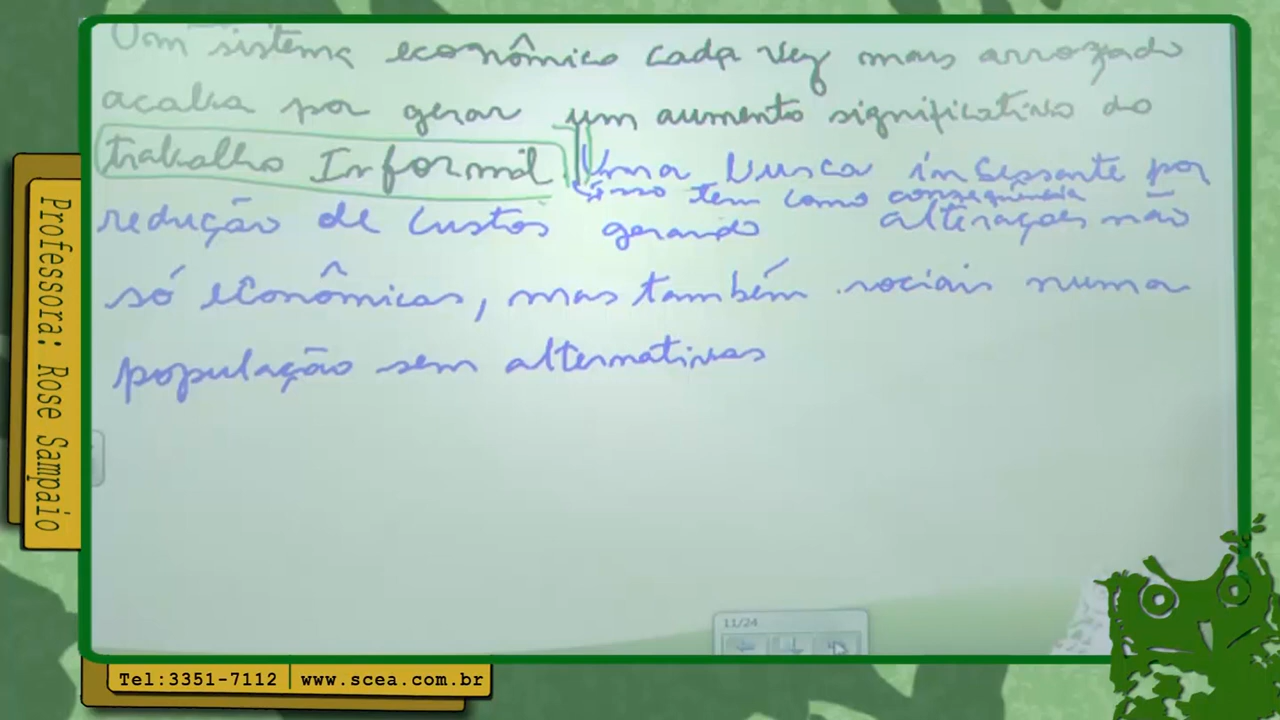 Um sistema econômico cada vez mais arrozado
acaba por gerar um aumento significativo do
trabalho Informal Uma busca incessante por
isso tem como consequência
redução de custos gerando alterações não
só econômicas, mas também sociais numa
população sem alternativas
11/24
Professora: Rose Sampaio
Tel:3351-7112 www.scea.com.br